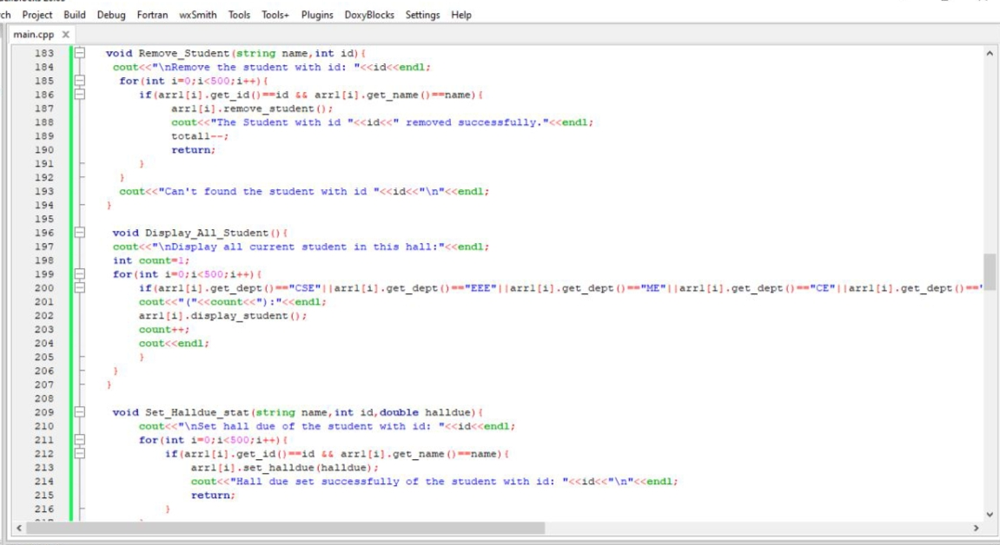 Project Build Debug Fortran wxSmith Tools Tools+ Plugins DoxyBlocks Settings Help
main.cpp X
183 void Remove_Student(string name,int id){
184 cout<<"\nRemove the student with id: "<<id<<endl;
185 for(int i=0;i<500;i++){
186 if(arr1[i].get_id()==id && arr1[i].get_name()==name){
187 arr1[i].remove_student();
188 cout<<"The Student with id "<<id<<" removed successfully."<<endl;
189 total1--;
190 return;
191 }
192 }
193 cout<<"Can't found the student with id "<<id<<"\n"<<endl;
194 }
195
196 void Display_All_Student(){
197 cout<<"\nDisplay all current student in this hall:"<<endl;
198 int count=1;
199 for(int i=0;i<500;i++){
200 if(arr1[i].get_dept()=="CSE"||arr1[i].get_dept()=="EEE"||arr1[i].get_dept()=="ME"||arr1[i].get_dept()=="CE"||arr1[i].get_dept()=="
201 cout<<"("<<count<<"):"<<endl;
202 arr1[i].display_student();
203 count++;
204 cout<<endl;
205 }
206 }
207 }
208
209 void Set_Halldue_stat(string name,int id,double halldue){
210 cout<<"\nSet hall due of the student with id: "<<id<<endl;
211 for(int i=0;i<500;i++){
212 if(arr1[i].get_id()==id && arr1[i].get_name()==name){
213 arr1[i].set_halldue(halldue);
214 cout<<"Hall due set successfully of the student with id: "<<id<<"\n"<<endl;
215 return;
216 }